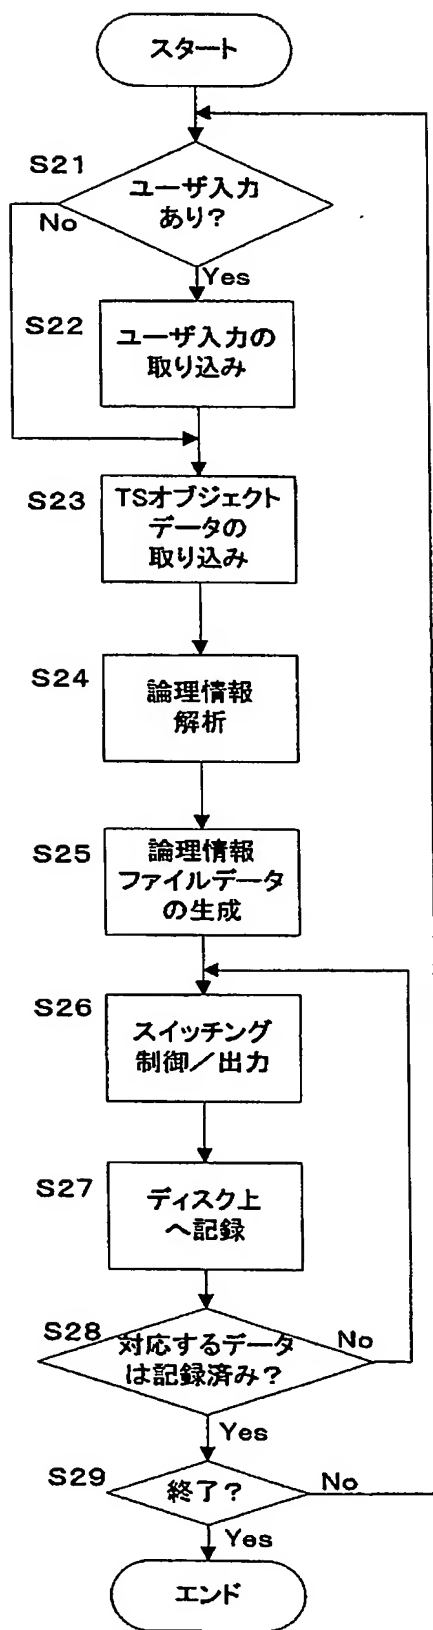 スタート
S21
ユーザ入力
あり？
No
Yes
S22
ユーザ入力の
取り込み
S23
TSオブジェクト
データの
取り込み
S24
論理情報
解析
S25
論理情報
ファイルデータ
の生成
S26
スイッチング
制御／出力
S27
ディスク上
へ記録
S28
対応するデータ
は記録済み？
No
Yes
S29
終了？
No
Yes
エンド